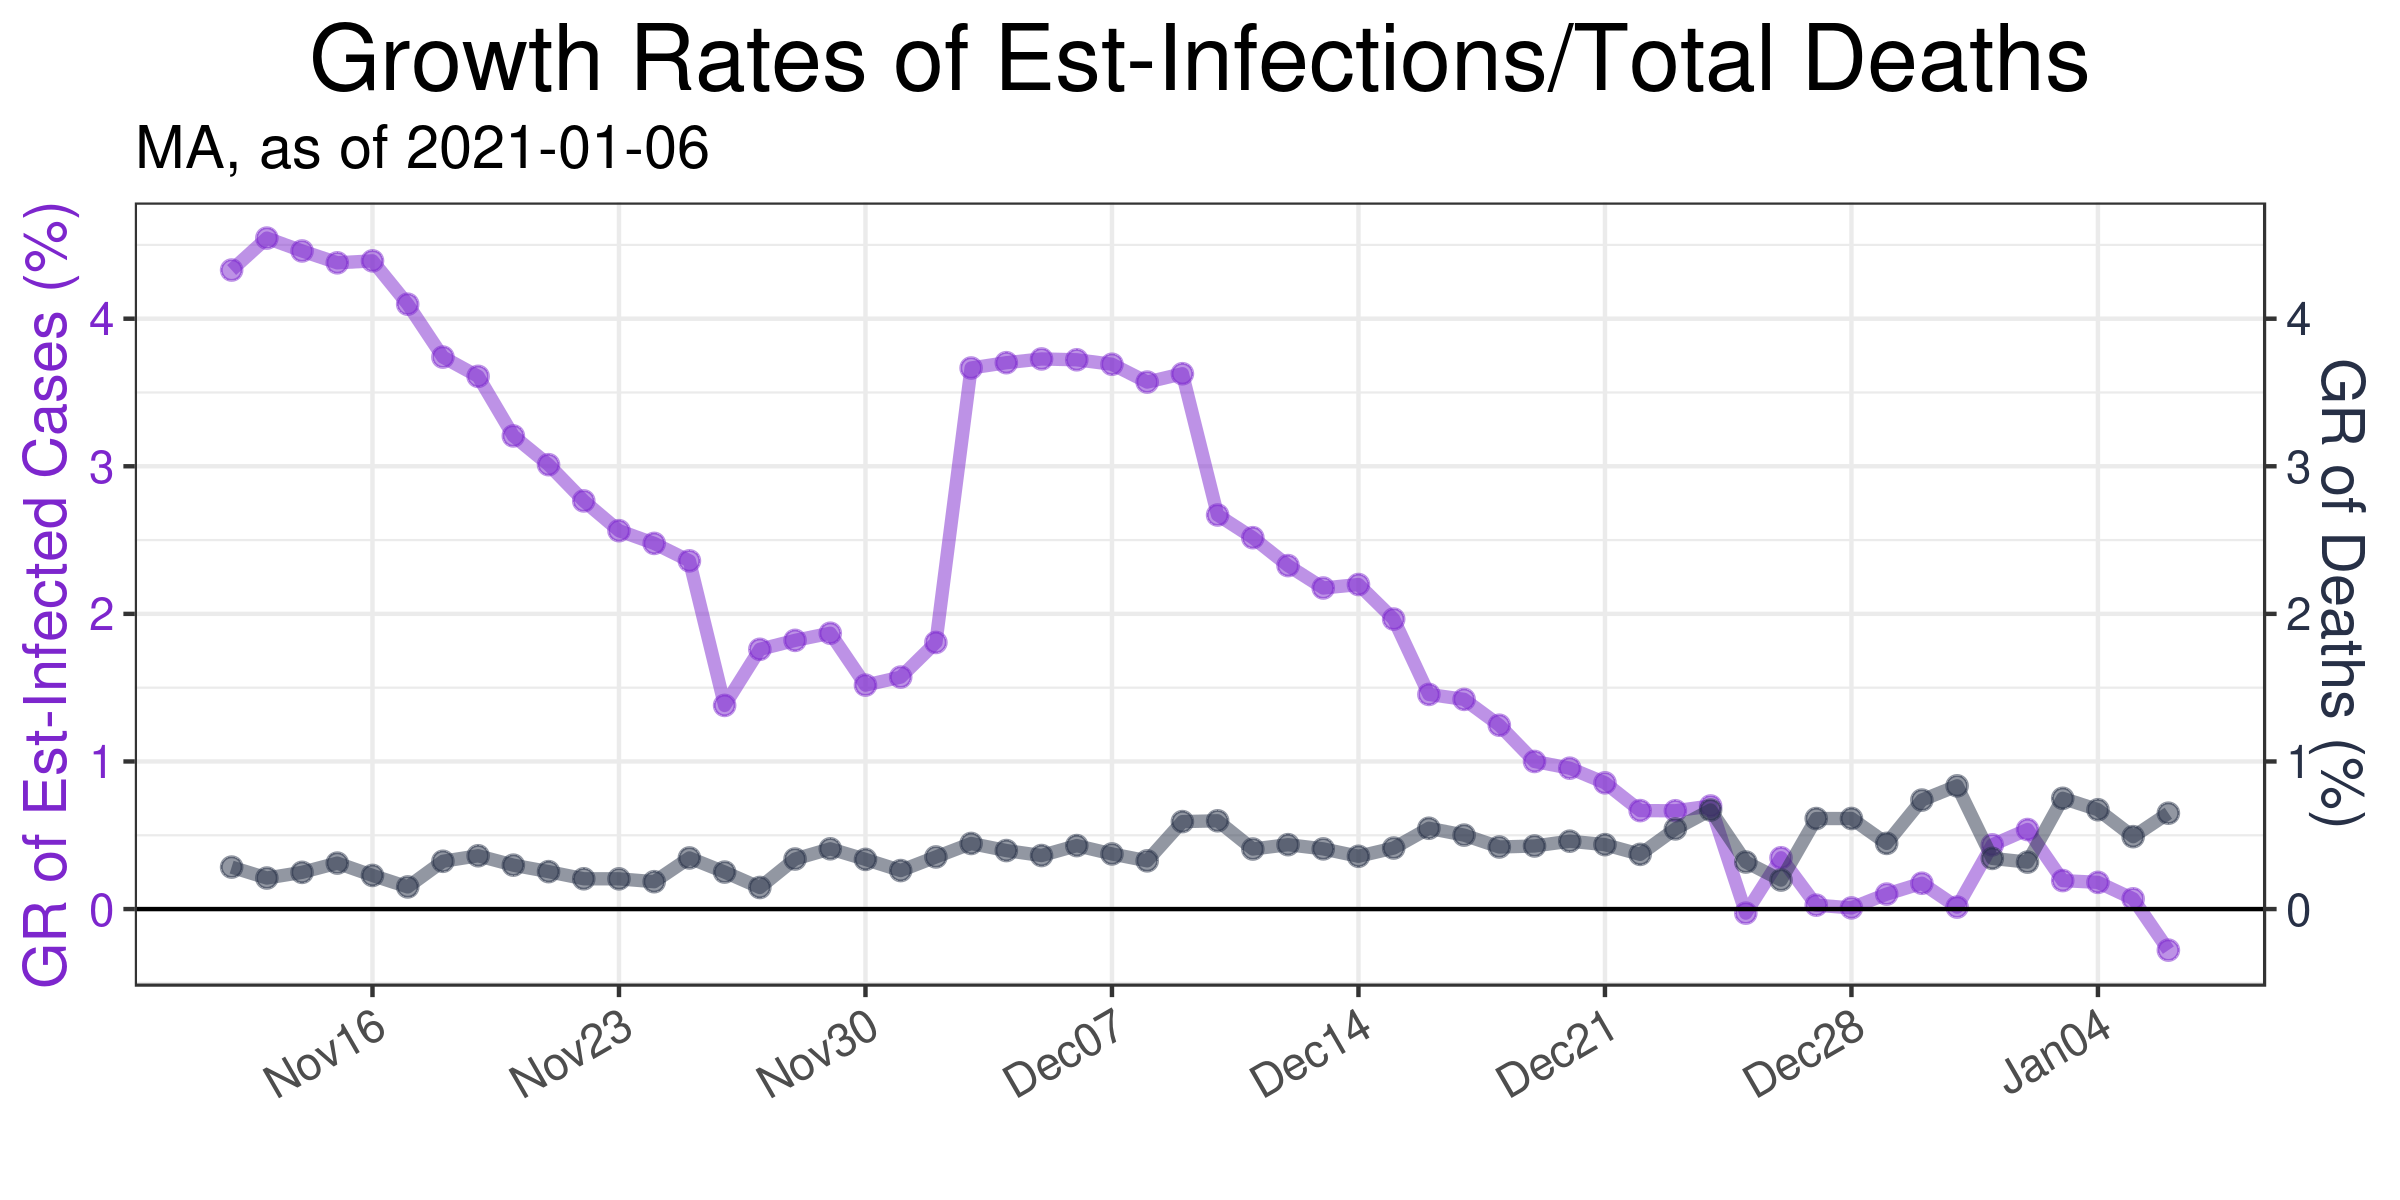 Growth Rates of Est-Infections/Total Deaths
MA, as of 2021-01-06
GR of Est-Infected Cases (%)
4
3
2
1
0
4
3
2
1
0
GR of Deaths (%)
Nov16
Nov23
Nov30
Dec07
Dec14
Dec21
Dec28
Jan04